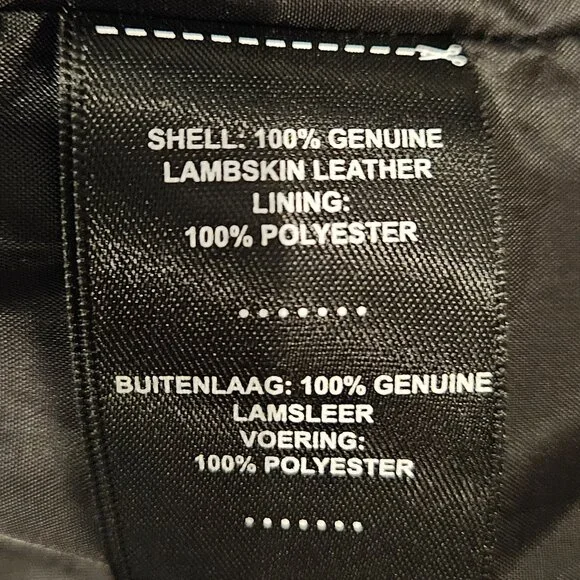 SHELL: 100% GENUINE
LAMBSKIN LEATHER
LINING:
100% POLYESTER
.......
BUITENLAAG: 100% GENUINE
LAMSLEER
VOERING:
100% POLYESTER
.......